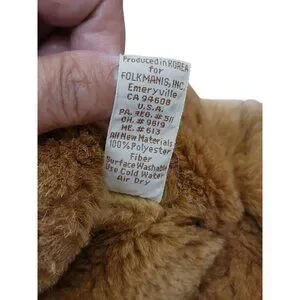 Produced in KOREA
for
FOLKMANIS, INC.
Emeryville
CA 94608
U.S.A.
PA. REG. # 511
OH. # 9819
ME. # 613
All New Materials
100% Polyester
Fiber
Surface Washable
Use Cold Water
Air Dry